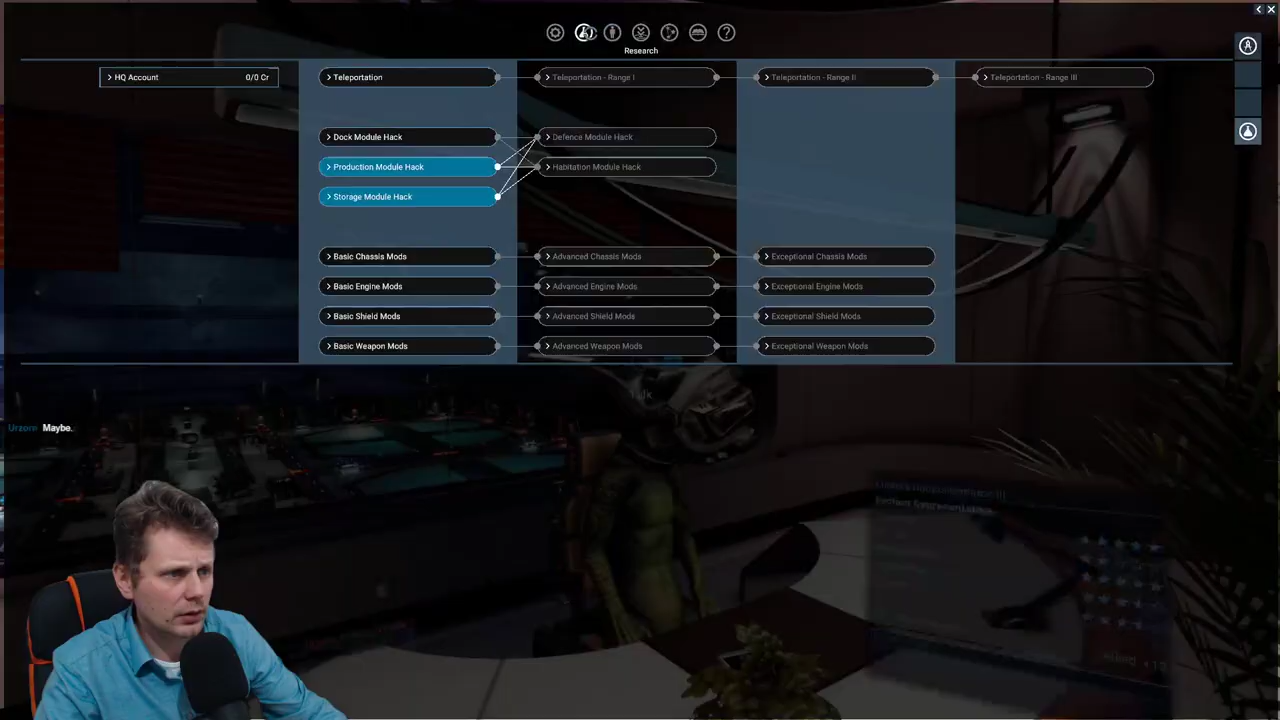 Research
HQ Account 0/0 Cr
Teleportation
Teleportation - Range I
Teleportation - Range II
Teleportation - Range III
Dock Module Hack
Defence Module Hack
Production Module Hack
Habitation Module Hack
Storage Module Hack
Basic Chassis Mods
Advanced Chassis Mods
Exceptional Chassis Mods
Basic Engine Mods
Advanced Engine Mods
Exceptional Engine Mods
Basic Shield Mods
Advanced Shield Mods
Exceptional Shield Mods
Basic Weapon Mods
Advanced Weapon Mods
Exceptional Weapon Mods
Maybe.